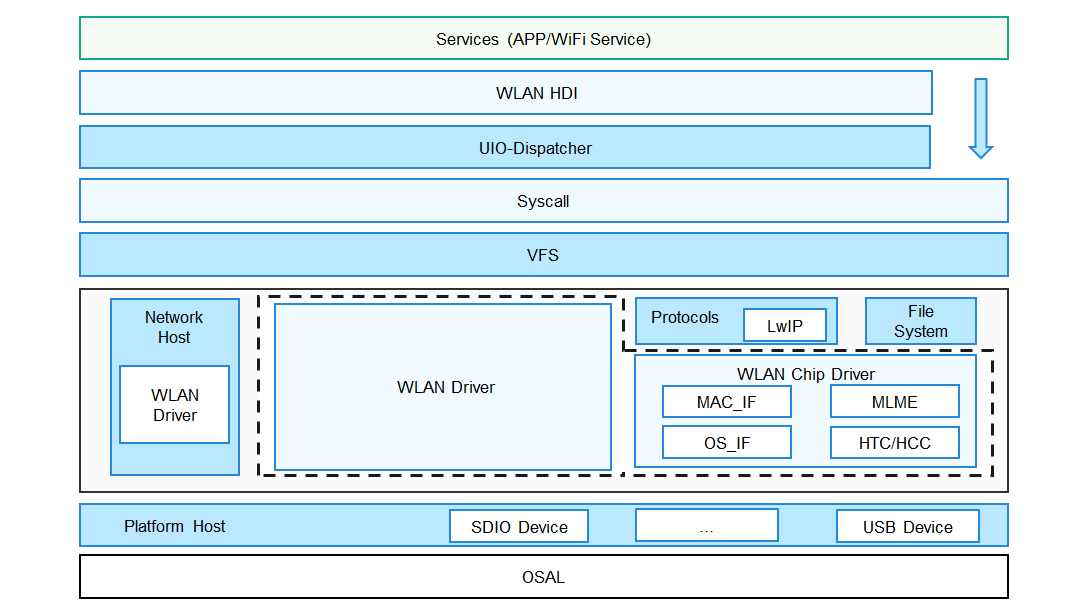 Services (APP/WiFi Service)
WLAN HDI
UIO-Dispatcher
Syscall
VFS
Network
Host
WLAN
Driver
WLAN Driver
Protocols
LwIP
File
System
WLAN Chip Driver
MAC_IF
MLME
OS_IF
HTC/HCC
Platform Host
SDIO Device
...
USB Device
OSAL